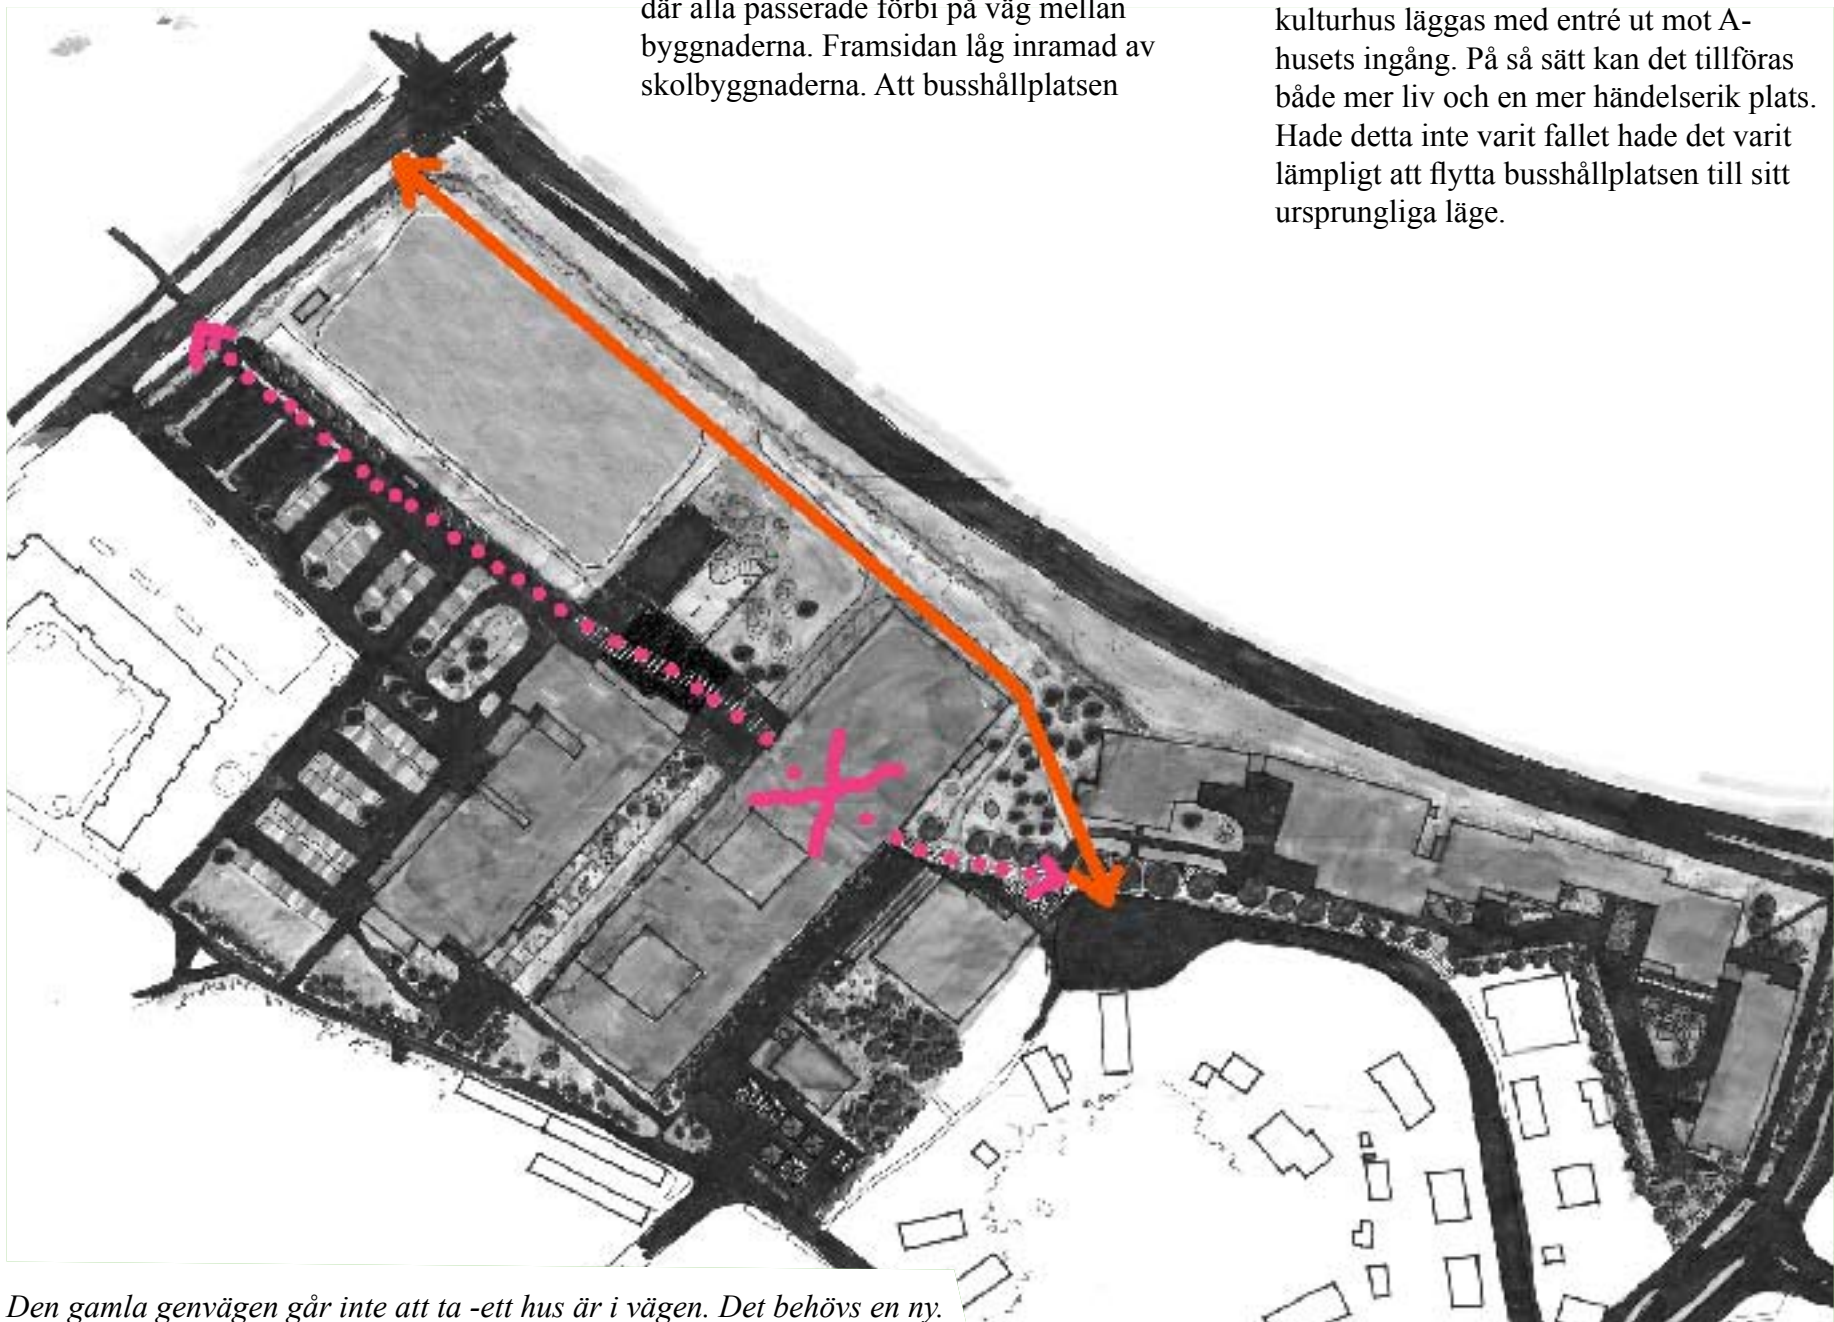 där alla passerade förbi på väg mellan
byggnaderna. Framsidan låg inramad av
skolbyggnaderna. Att busshållplatsen
kulturhus läggas med entré ut mot A-
husets ingång. På så sätt kan det tillföras
både mer liv och en mer händelserik plats.
Hade detta inte varit fallet hade det varit
lämpligt att flytta busshållplatsen till sitt
ursprungliga läge.
Den gamla genvägen går inte att ta -ett hus är i vägen. Det behövs en ny.